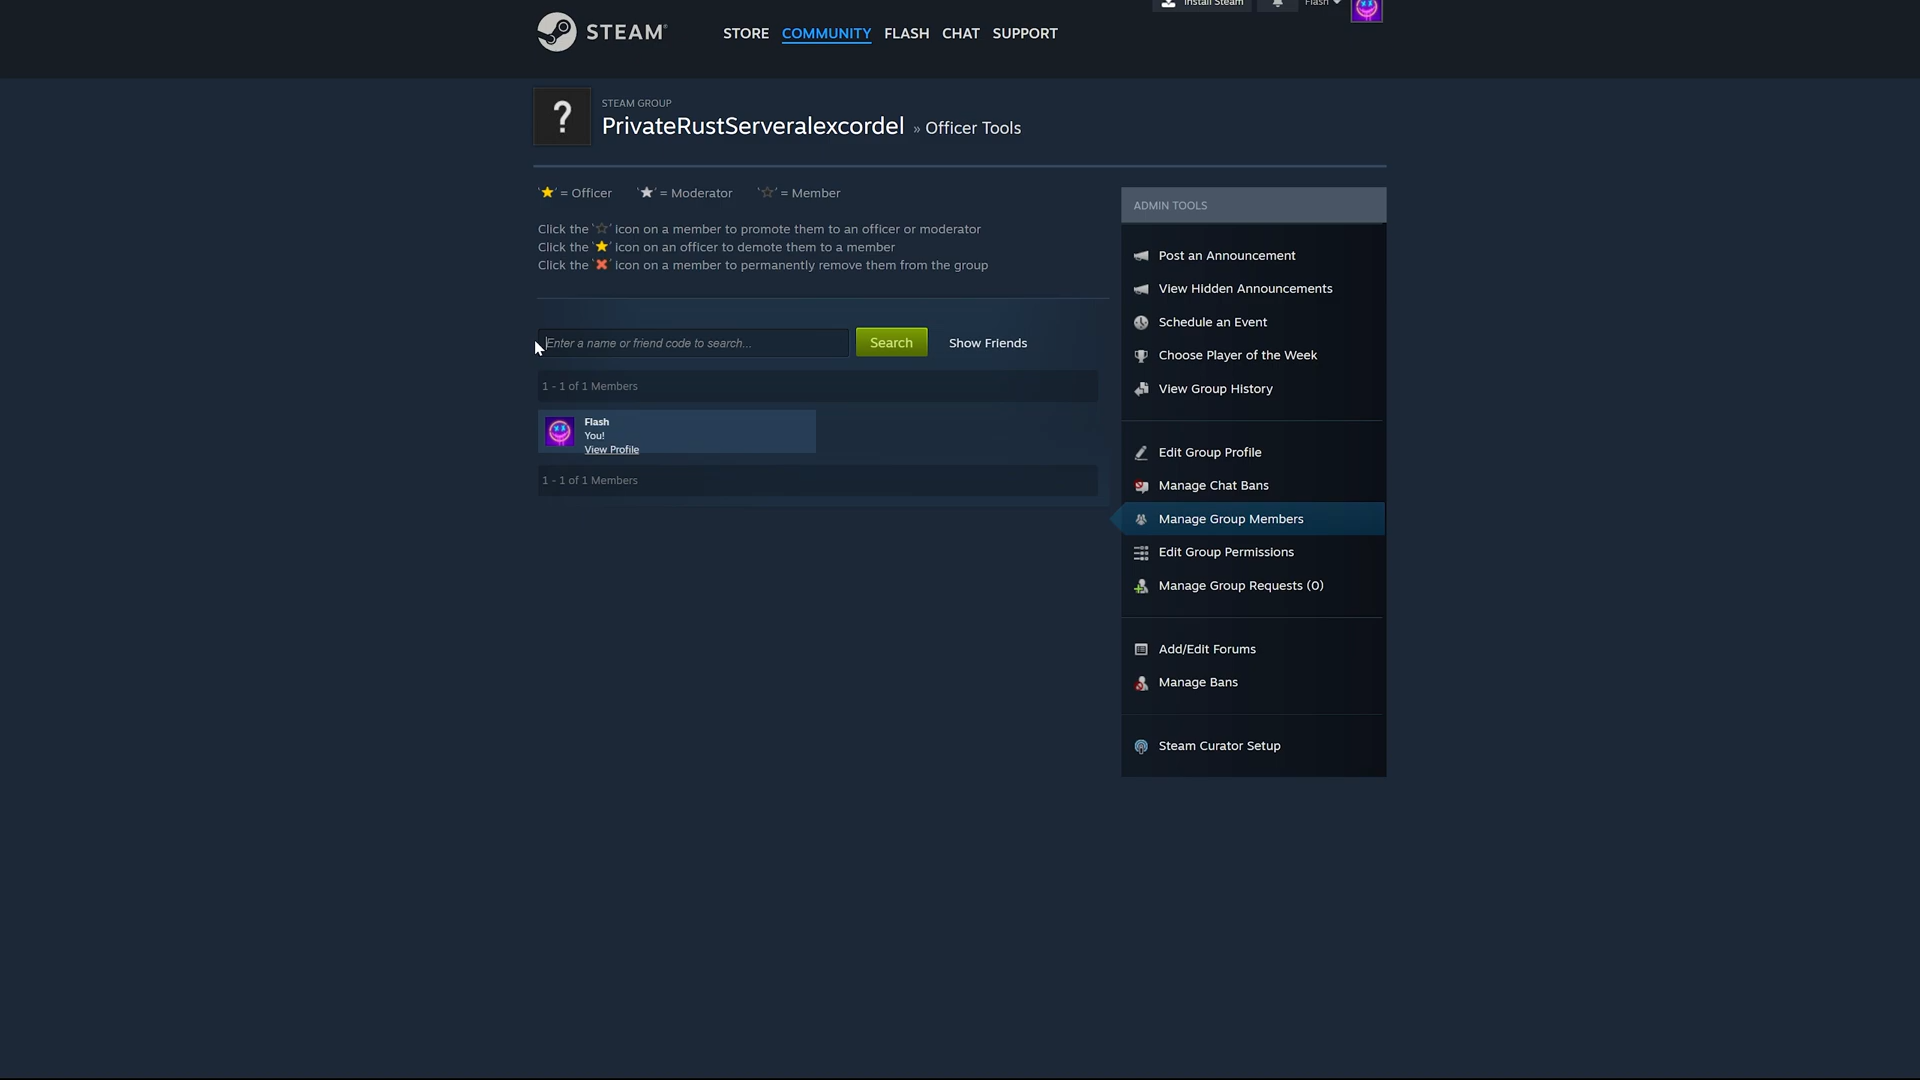 Install Steam
Flash
STEAM®
STORE COMMUNITY FLASH CHAT SUPPORT
?
STEAM GROUP
PrivateRustServeralexcordel » Officer Tools
'★' = Officer '★' = Moderator '☆' = Member
Click the '☆' icon on a member to promote them to an officer or moderator
Click the '★' icon on an officer to demote them to a member
Click the '✖' icon on a member to permanently remove them from the group
Enter a name or friend code to search...
Search
Show Friends
1 - 1 of 1 Members
Flash
You!
View Profile
1 - 1 of 1 Members
ADMIN TOOLS
Post an Announcement
View Hidden Announcements
Schedule an Event
Choose Player of the Week
View Group History
Edit Group Profile
Manage Chat Bans
Manage Group Members
Edit Group Permissions
Manage Group Requests (0)
Add/Edit Forums
Manage Bans
Steam Curator Setup